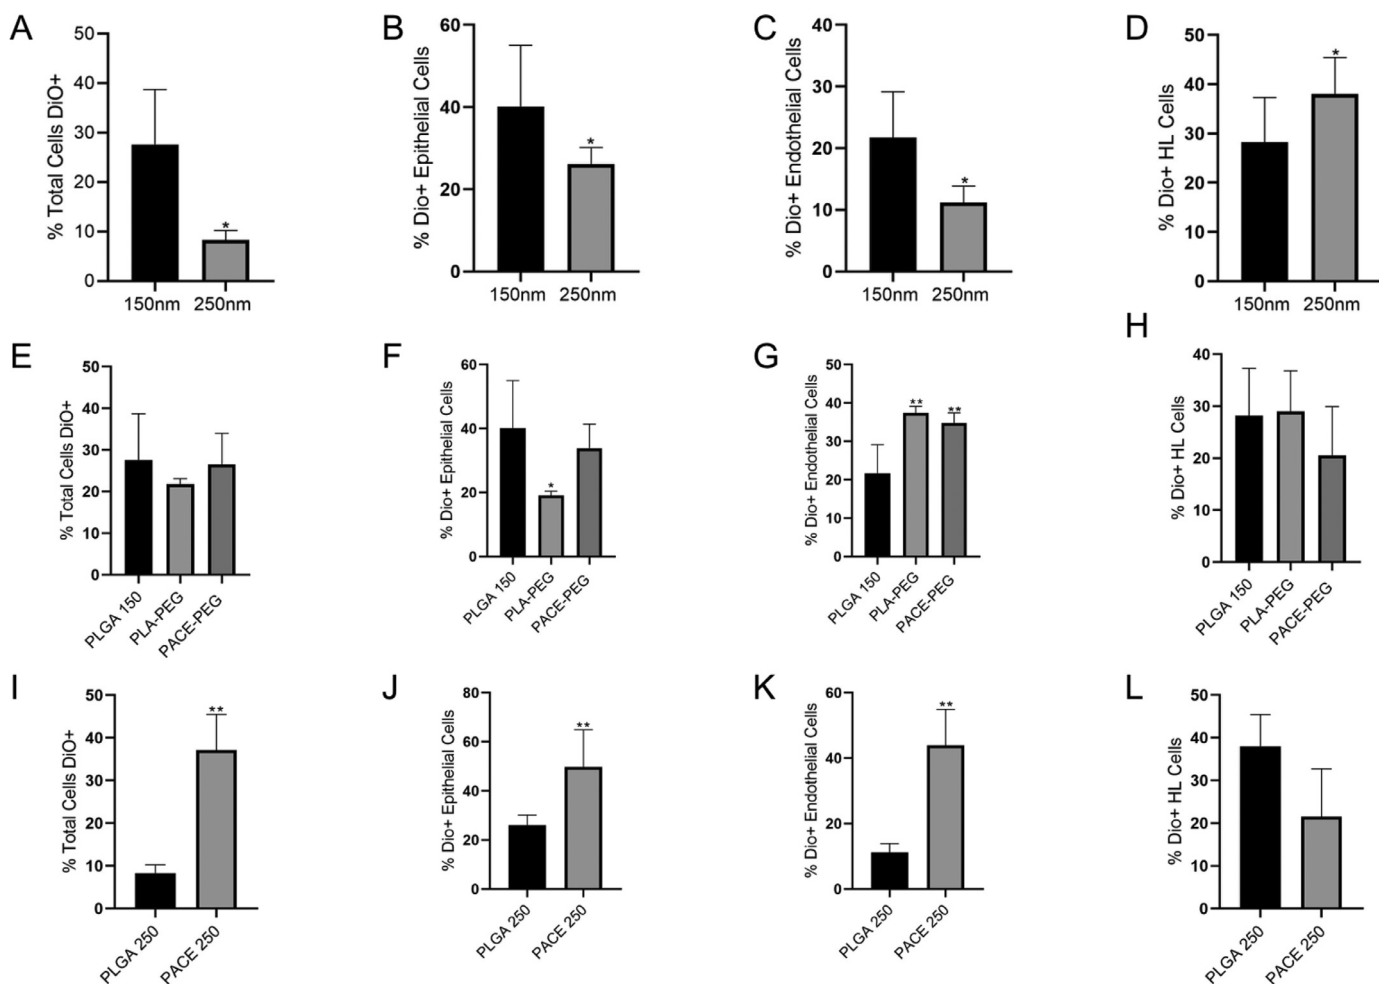 A
% Total Cells DiO+
50
40
30
20
10
0
*
150nm 250nm
B
% Dio+ Epithelial Cells
60
40
20
0
*
150nm 250nm
C
% Dio+ Endothelial Cells
40
30
20
10
0
*
150nm 250nm
D
% Dio+ HL Cells
50
40
30
20
10
0
*
150nm 250nm
E
% Total Cells DiO+
50
40
30
20
10
0
PLGA 150
PLA-PEG
PACE-PEG
F
% Dio+ Epithelial Cells
60
40
20
0
*
PLGA 150
PLA-PEG
PACE-PEG
G
% Dio+ Endothelial Cells
50
40
30
20
10
0
**
**
PLGA 150
PLA-PEG
PACE-PEG
H
% Dio+ HL Cells
40
30
20
10
0
PLGA 150
PLA-PEG
PACE-PEG
I
% Total Cells DiO+
50
40
30
20
10
0
**
PLGA 250
PACE 250
J
% Dio+ Epithelial Cells
80
60
40
20
0
**
PLGA 250
PACE 250
K
% Dio+ Endothelial Cells
60
40
20
0
**
PLGA 250
PACE 250
L
% Dio+ HL Cells
50
40
30
20
10
0
PLGA 250
PACE 250